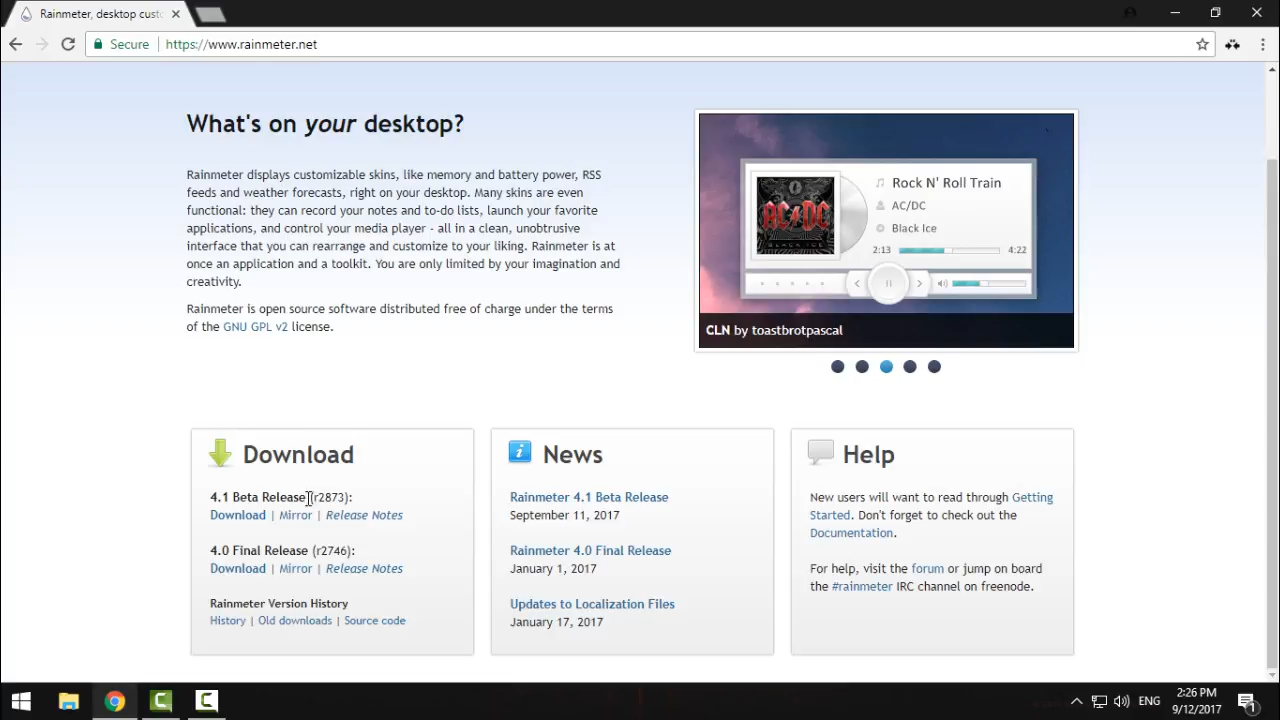 Rainmeter, desktop cust
Secure
https://www.rainmeter.net
What's on your desktop?
Rainmeter displays customizable skins, like memory and battery power, RSS
feeds and weather forecasts, right on your desktop. Many skins are even
functional: they can record your notes and to-do lists, launch your favorite
applications, and control your media player - all in a clean, unobtrusive
interface that you can rearrange and customize to your liking. Rainmeter is at
once an application and a toolkit. You are only limited by your imagination and
creativity.
Rainmeter is open source software distributed free of charge under the terms
of the GNU GPL v2 license.
AC/DC
BLACK ICE
Rock N' Roll Train
AC/DC
Black Ice
2:13 4:22
CLN by toastbrotpascal
Download
4.1 Beta Release (r2873):
Download | Mirror | Release Notes
4.0 Final Release (r2746):
Download | Mirror | Release Notes
Rainmeter Version History
History | Old downloads | Source code
News
Rainmeter 4.1 Beta Release
September 11, 2017
Rainmeter 4.0 Final Release
January 1, 2017
Updates to Localization Files
January 17, 2017
Help
New users will want to read through Getting
Started. Don't forget to check out the
Documentation.
For help, visit the forum or jump on board
the #rainmeter IRC channel on freenode.
ENG
2:26 PM
9/12/2017
1